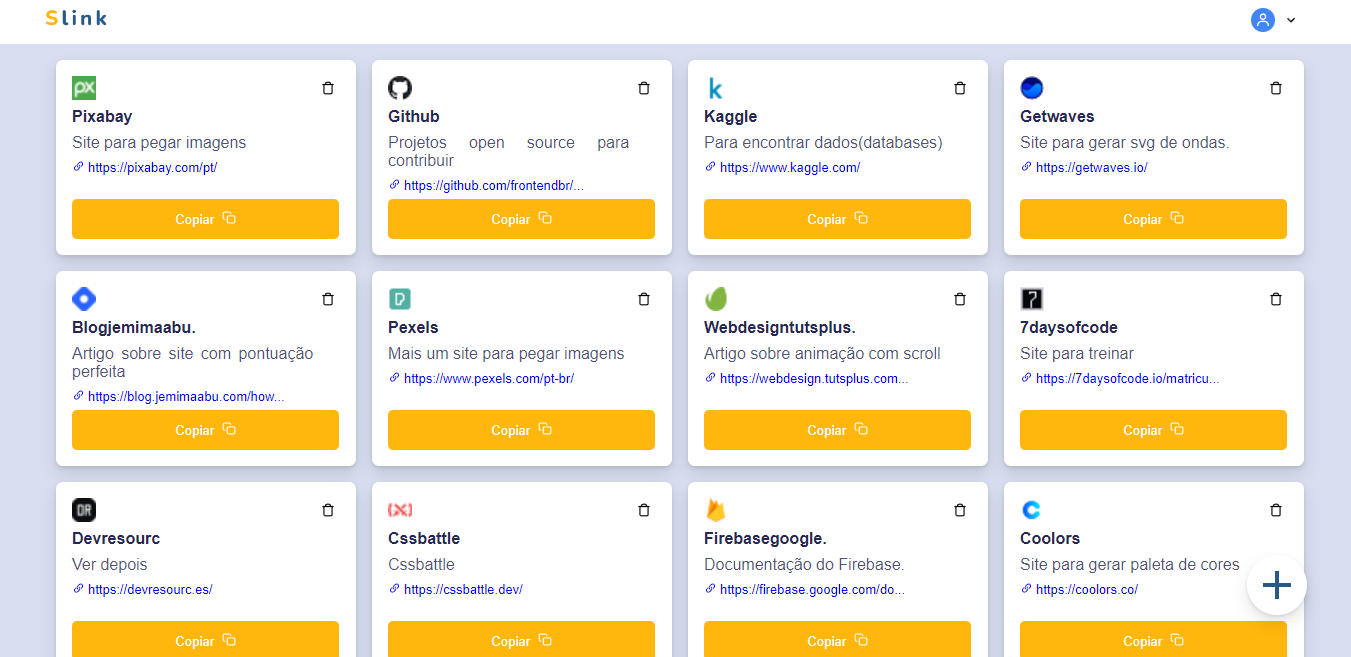 Slink
Pixabay
Site para pegar imagens
https://pixabay.com/pt/
Copiar
Github
Projetos open source para
contribuir
https://github.com/frontendbr/...
Copiar
Kaggle
Para encontrar dados(databases)
https://www.kaggle.com/
Copiar
Getwaves
Site para gerar svg de ondas.
https://getwaves.io/
Copiar
Blogjemimaabu.
Artigo sobre site com pontuação
perfeita
https://blog.jemimaabu.com/how...
Copiar
Pexels
Mais um site para pegar imagens
https://www.pexels.com/pt-br/
Copiar
Webdesigntutsplus.
Artigo sobre animação com scroll
https://webdesign.tutsplus.com...
Copiar
7daysofcode
Site para treinar
https://7daysofcode.io/matricu...
Copiar
DR
Devresourc
Ver depois
https://devresourc.es/
Copiar
Cssbattle
Cssbattle
https://cssbattle.dev/
Copiar
Firebasegoogle.
Documentação do Firebase.
https://firebase.google.com/do...
Copiar
Coolors
Site para gerar paleta de cores
https://coolors.co/
Copiar